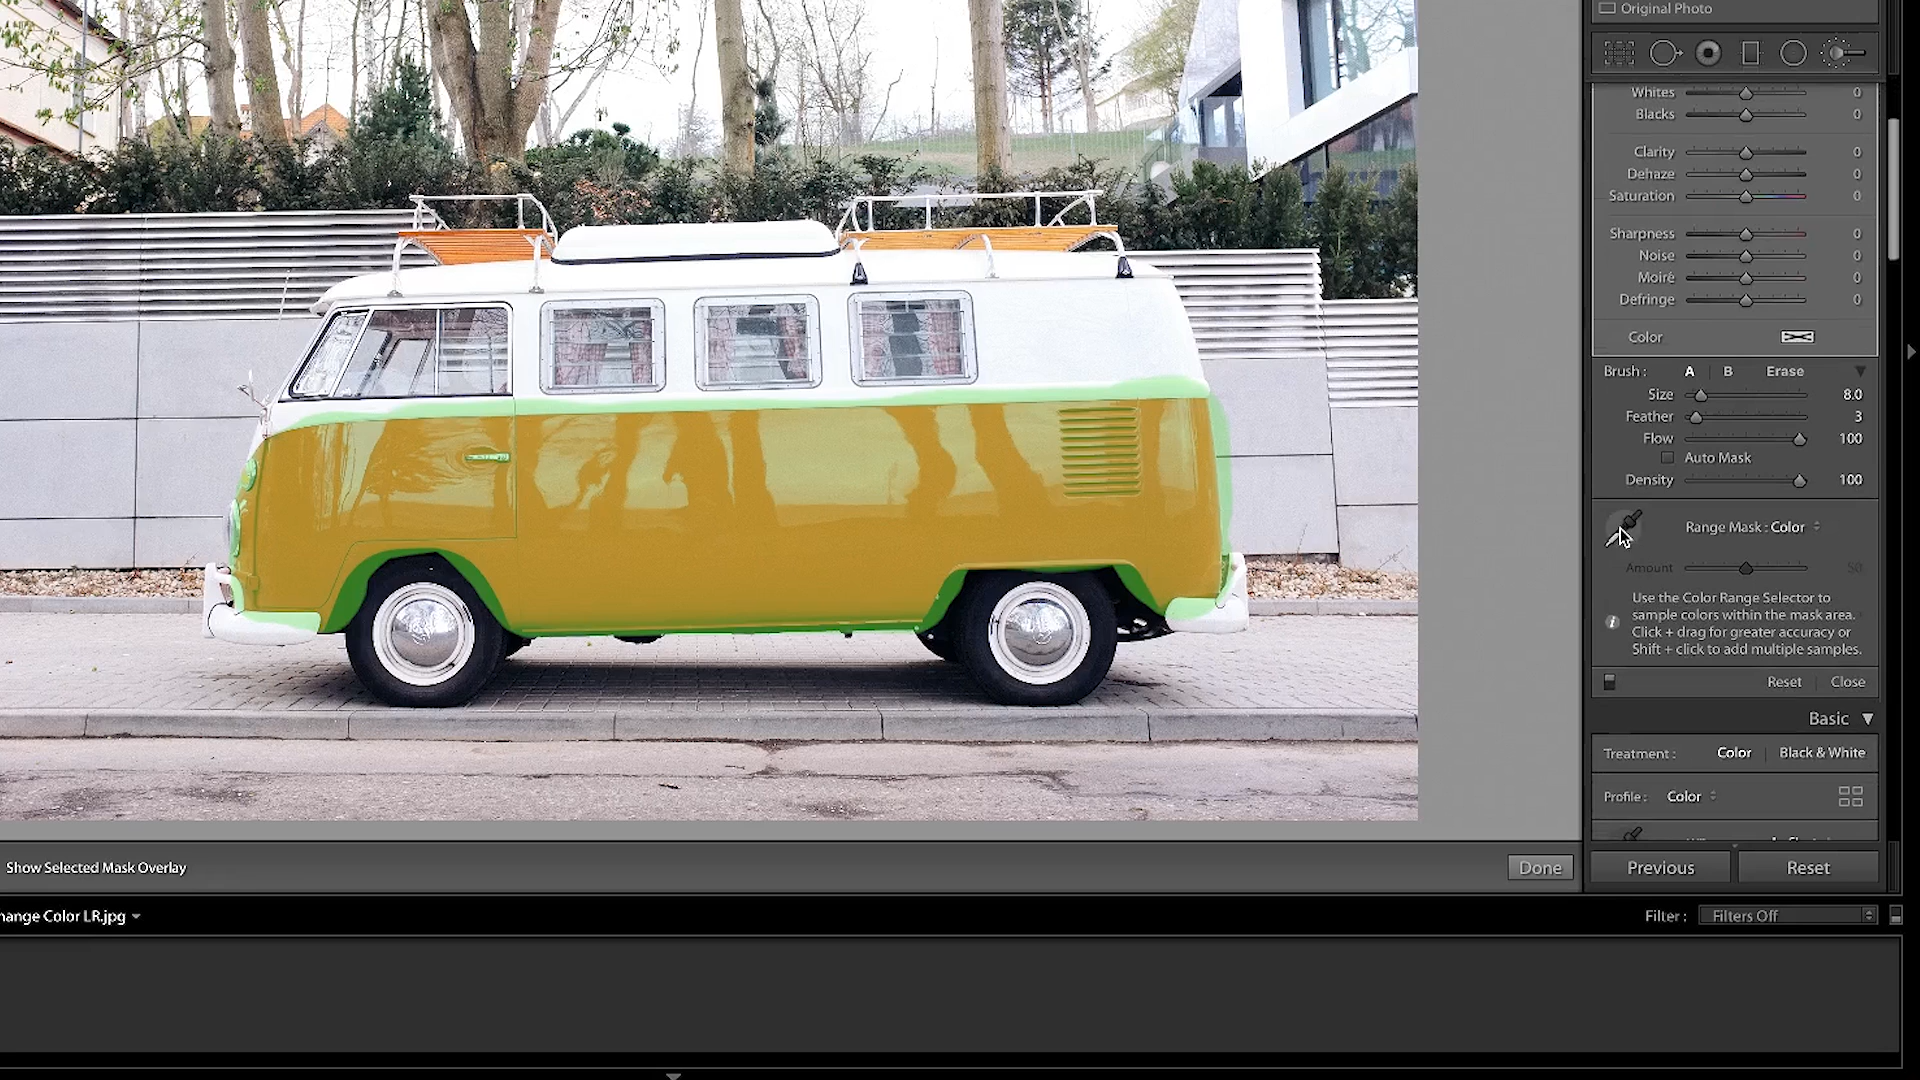 Original Photo
Whites 0
Blacks 0
Clarity 0
Dehaze 0
Saturation 0
Sharpness 0
Noise 0
Moiré 0
Defringe 0
Color
Brush : A | B Erase
Size 8.0
Feather 3
Flow 100
Auto Mask
Density 100
Range Mask : Color
Amount 50
Use the Color Range Selector to
sample colors within the mask area.
Click + drag for greater accuracy or
Shift + click to add multiple samples.
Reset | Close
Basic
Treatment : Color | Black & White
Profile : Color
Show Selected Mask Overlay
Done
Previous
Reset
hange Color LR.jpg
Filter : Filters Off